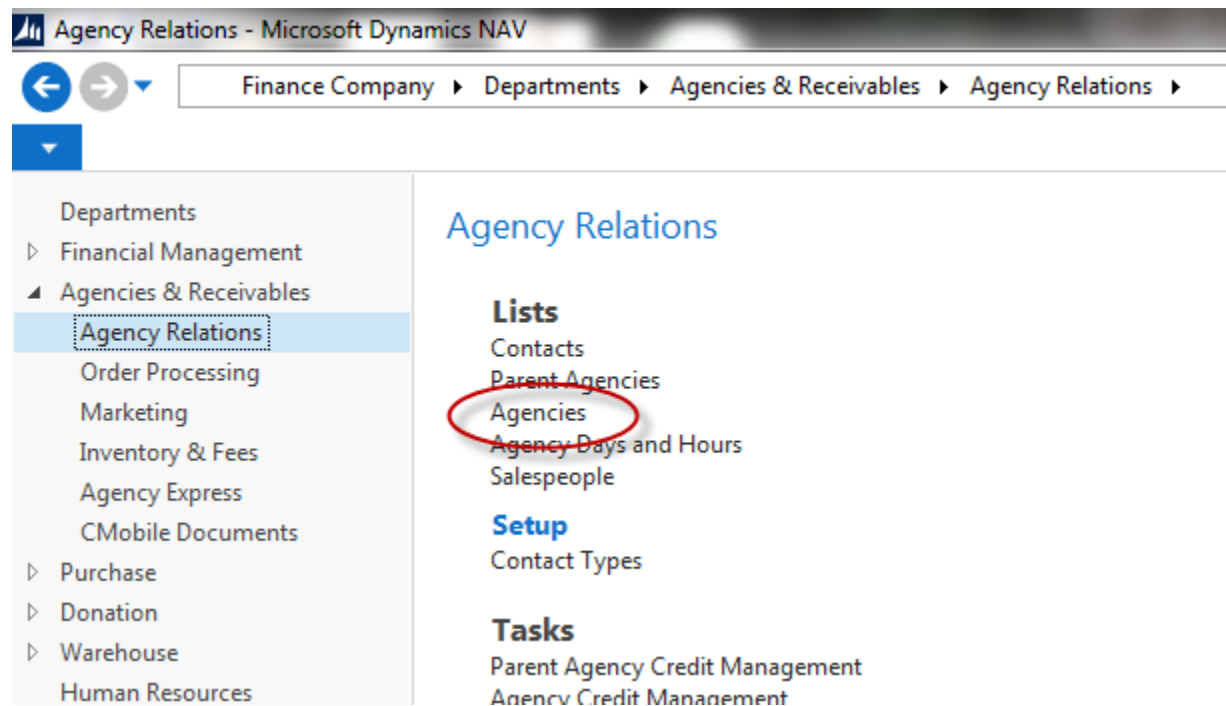 Agency Relations - Microsoft Dynamics NAV
Finance Company ▸ Departments ▸ Agencies & Receivables ▸ Agency Relations ▸
Departments
Financial Management
Agencies & Receivables
Agency Relations
Order Processing
Marketing
Inventory & Fees
Agency Express
CMobile Documents
Purchase
Donation
Warehouse
Human Resources
Agency Relations
Lists
Contacts
Parent Agencies
Agencies
Agency Days and Hours
Salespeople
Setup
Contact Types
Tasks
Parent Agency Credit Management
Agency Credit Management